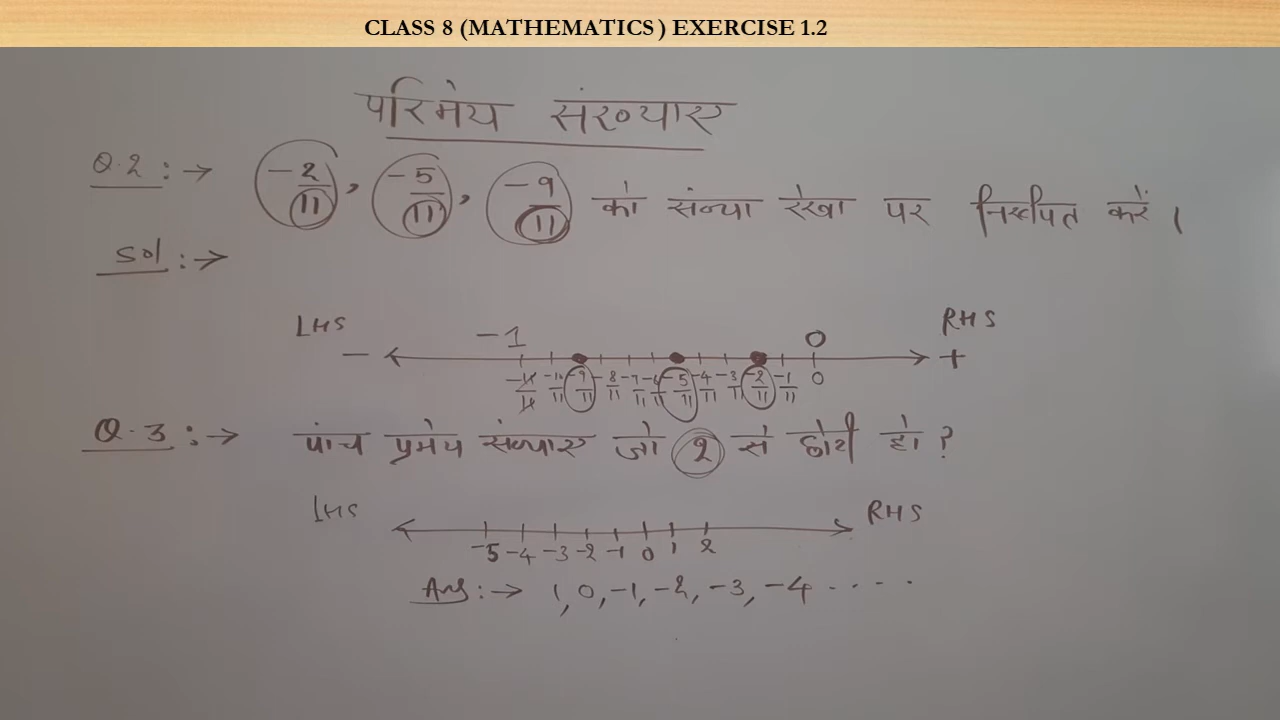 CLASS 8 (MATHEMATICS ) EXERCISE 1.2
परिमेय संख्याए
Q.2 :→ -2/11, -5/11, -9/11 को संख्या रेखा पर निरूपित करें ।
Sol :→
LHS -1 0 RHS
− +
-11/11 -10/11 -9/11 -8/11 -7/11 -6/11 -5/11 -4/11 -3/11 -2/11 -1/11 0
Q.3 :→ पांच प्रमेय संख्याए जो 2 से छोटी हो ?
LHS RHS
-5 -4 -3 -2 -1 0 1 2
Ans :→ 1, 0, -1, -2, -3, -4 . . . .